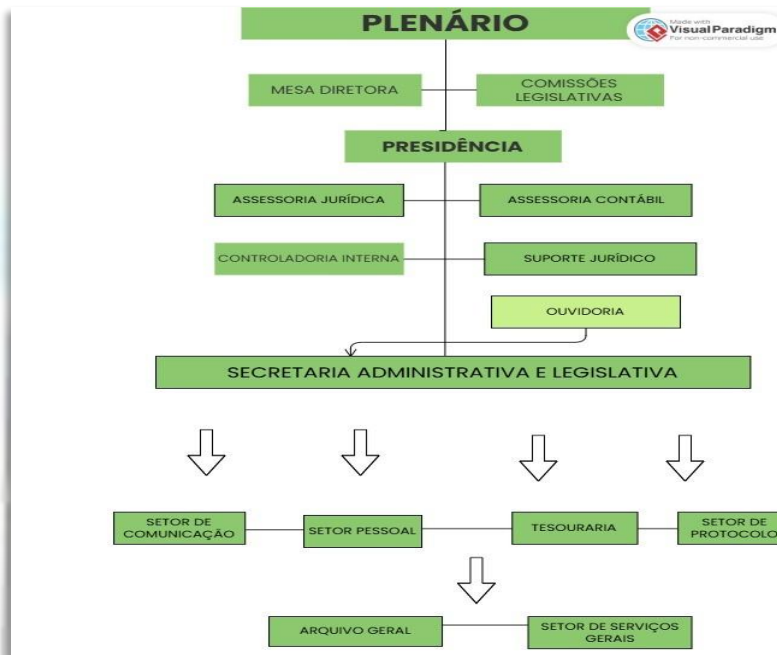 PLENÁRIO
Made with
Visual Paradigm
For non-commercial use
MESA DIRETORA
COMISSÕES
LEGISLATIVAS
PRESIDÊNCIA
ASSESSORIA JURÍDICA
ASSESSORIA CONTÁBIL
CONTROLADORIA INTERNA
SUPORTE JURÍDICO
OUVIDORIA
SECRETARIA ADMINISTRATIVA E LEGISLATIVA
SETOR DE
COMUNICAÇÃO
SETOR PESSOAL
TESOURARIA
SETOR DE
PROTOCOLO
ARQUIVO GERAL
SETOR DE SERVIÇOS
GERAIS